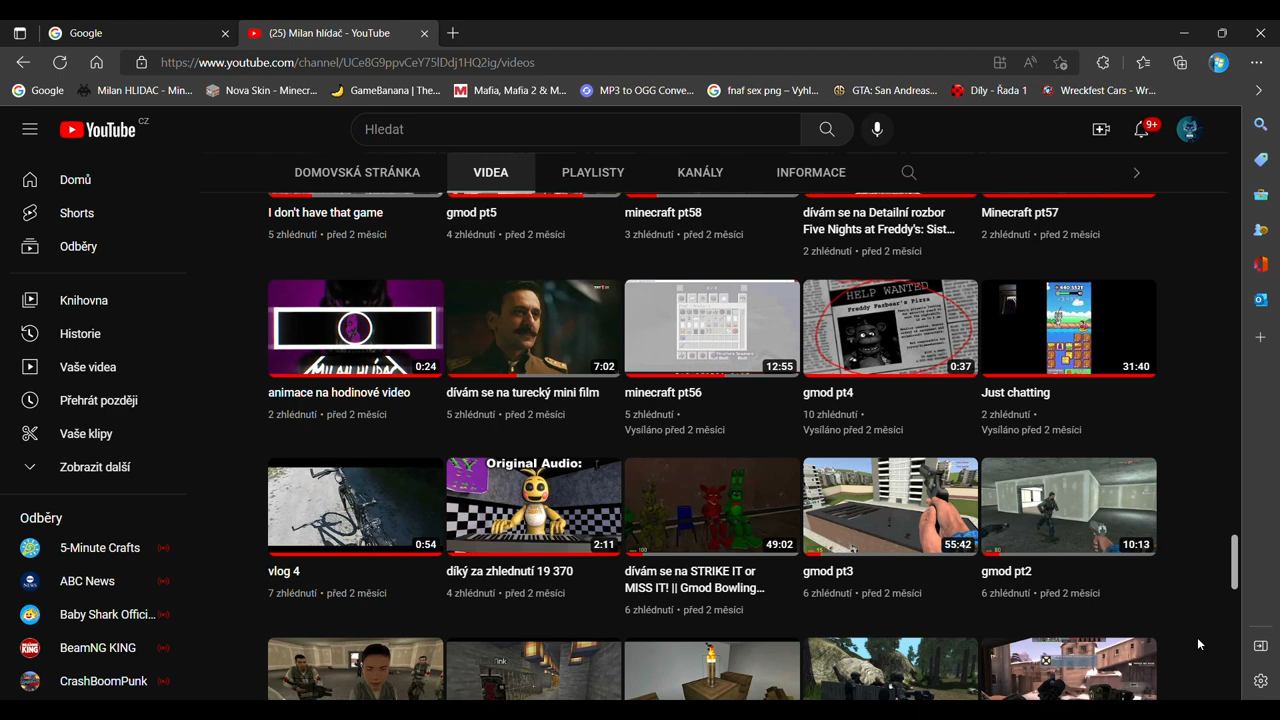 Google
(25) Milan hlídač - YouTube
https://www.youtube.com/channel/UCe8G9ppvCeY75lDdj1HQ2ig/videos
Google
Milan HLIDAC - Min...
Nova Skin - Minecr...
GameBanana | The...
Mafia, Mafia 2 & M...
MP3 to OGG Conve...
fnaf sex png – Vyhl...
GTA: San Andreas...
Díly - Řada 1
Wreckfest Cars - Wr...
YouTube CZ
Hledat
9+
DOMOVSKÁ STRÁNKA
VIDEA
PLAYLISTY
KANÁLY
INFORMACE
Domů
Shorts
Odběry
Knihovna
Historie
Vaše videa
Přehrát později
Vaše klipy
Zobrazit další
Odběry
5-Minute Crafts
ABC News
Baby Shark Offici...
BeamNG KING
CrashBoomPunk
I don't have that game
5 zhlédnutí • před 2 měsíci
gmod pt5
4 zhlédnutí • před 2 měsíci
minecraft pt58
3 zhlédnutí • před 2 měsíci
dívám se na Detailní rozbor
Five Nights at Freddy's: Sist...
2 zhlédnutí • před 2 měsíci
Minecraft pt57
2 zhlédnutí • před 2 měsíci
MILAN HLÍDAČ
0:24
animace na hodinové video
2 zhlédnutí • před 2 měsíci
7:02
dívám se na turecký mini film
5 zhlédnutí • před 2 měsíci
12:55
minecraft pt56
5 zhlédnutí •
Vysíláno před 2 měsíci
HELP WANTED
Freddy Fazbear's Pizza
0:37
gmod pt4
10 zhlédnutí •
Vysíláno před 2 měsíci
31:40
Just chatting
2 zhlédnutí •
Vysíláno před 2 měsíci
0:54
vlog 4
7 zhlédnutí • před 2 měsíci
Original Audio:
2:11
díký za zhlednutí 19 370
4 zhlédnutí • před 2 měsíci
100
49:02
dívám se na STRIKE IT or
MISS IT! || Gmod Bowling...
6 zhlédnutí • před 2 měsíci
55:42
gmod pt3
6 zhlédnutí • před 2 měsíci
10:13
gmod pt2
6 zhlédnutí • před 2 měsíci